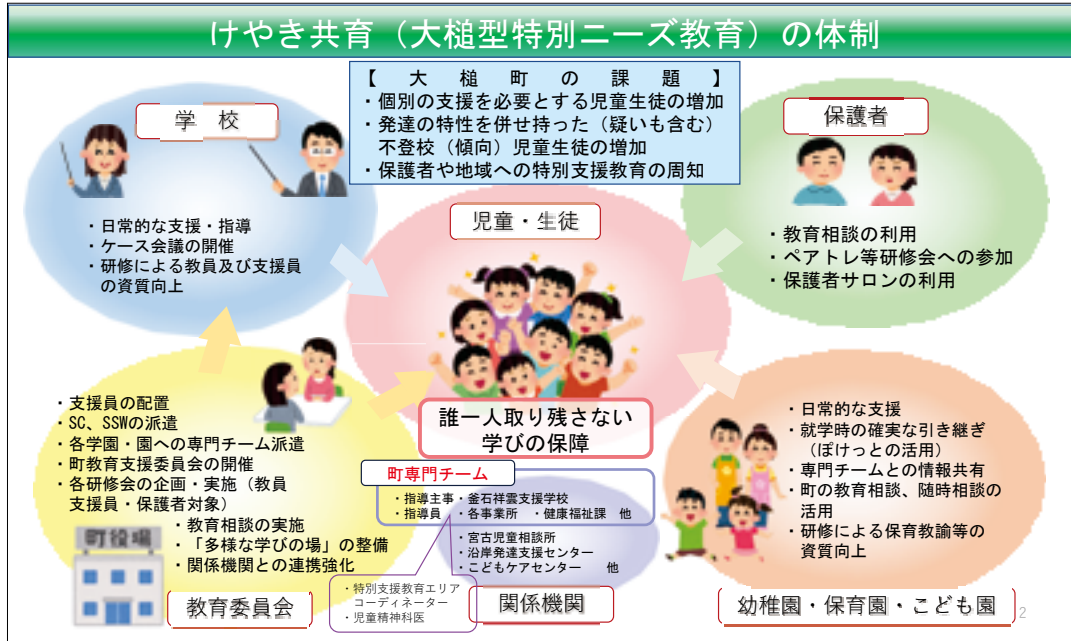 けやき共育（大槌型特別ニーズ教育）の体制
【大槌町の課題】
・個別の支援を必要とする児童生徒の増加
・発達の特性を併せ持った（疑いも含む）
不登校（傾向）児童生徒の増加
・保護者や地域への特別支援教育の周知
学校
・日常的な支援・指導
・ケース会議の開催
・研修による教員及び支援員
の資質向上
児童・生徒
誰一人取り残さない
学びの保障
保護者
・教育相談の利用
・ペアトレ等研修会への参加
・保護者サロンの利用
・支援員の配置
・SC、SSWの派遣
・各学園・園への専門チーム派遣
・町教育支援委員会の開催
・各研修会の企画・実施（教員
支援員・保護者対象）
・教育相談の実施
・「多様な学びの場」の整備
・関係機関との連携強化
町役場
教育委員会
町専門チーム
・指導主事・釜石祥雲支援学校
・指導員 ・各事業所 ・健康福祉課 他
・宮古児童相談所
・沿岸発達支援センター
・こどもケアセンター 他
・特別支援教育エリア
コーディネーター
・児童精神科医
関係機関
・日常的な支援
・就学時の確実な引き継ぎ
（ぽけっとの活用）
・専門チームとの情報共有
・町の教育相談、随時相談の
活用
・研修による保育教諭等の
資質向上
幼稚園・保育園・こども園
2